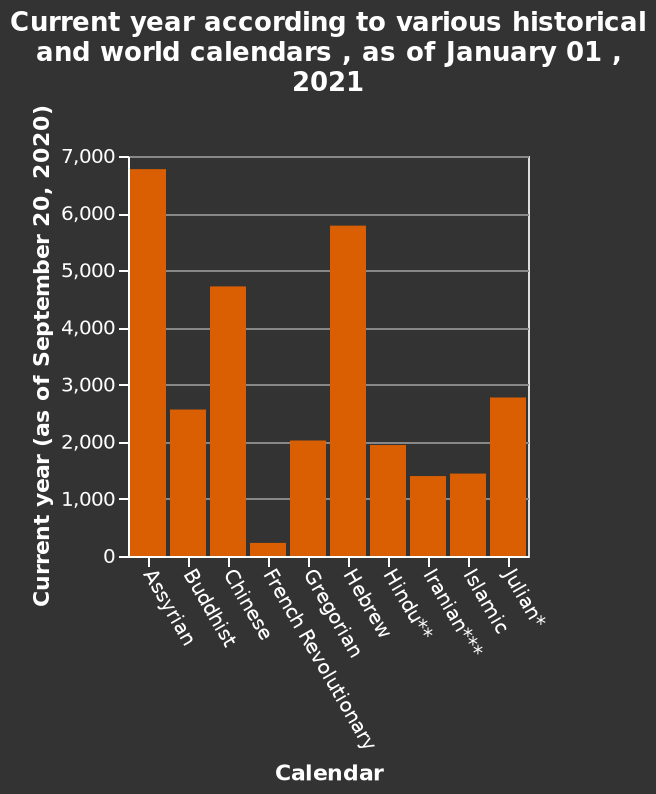 Current year according to various historical
and world calendars , as of January 01 ,
2021
Current year (as of September 20, 2020)
7,000
6,000
5,000
4,000
3,000
2,000
1,000
0
Assyrian
Buddhist
Chinese
French Revolutionary
Gregorian
Hebrew
Hindu**
Iranian***
Islamic
Julian*
Calendar